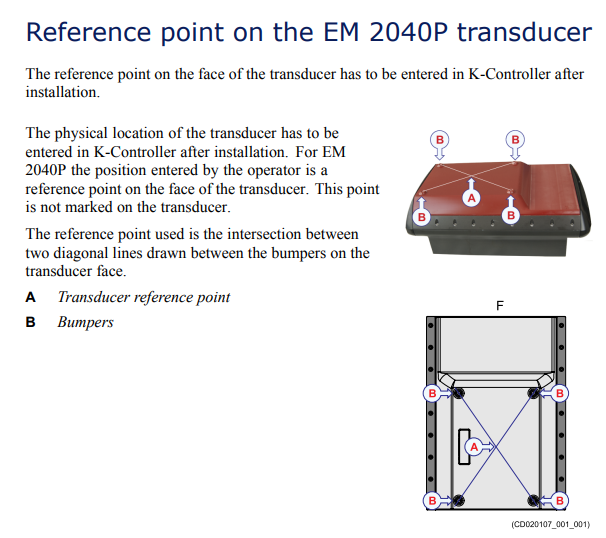 Reference point on the EM 2040P transducer
The reference point on the face of the transducer has to be entered in K-Controller after
installation.
The physical location of the transducer has to be
entered in K-Controller after installation. For EM
2040P the position entered by the operator is a
reference point on the face of the transducer. This point
is not marked on the transducer.
The reference point used is the intersection between
two diagonal lines drawn between the bumpers on the
transducer face.
A Transducer reference point
B Bumpers
B B
A
B B
F
B B
A
B B
(CD020107_001_001)